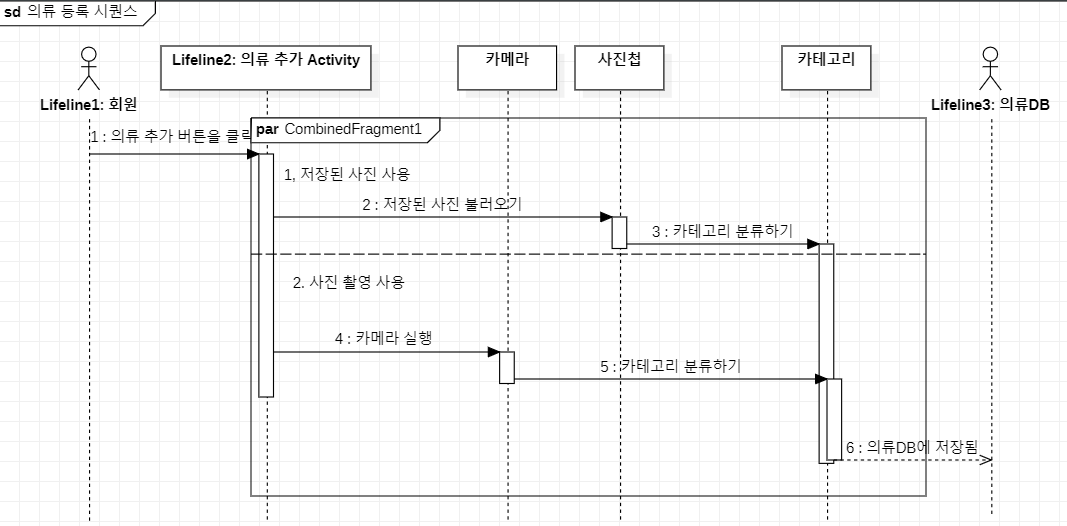 sd 의류 등록 시퀀스
Lifeline1: 회원
Lifeline2: 의류 추가 Activity
카메라
사진첩
카테고리
Lifeline3: 의류DB
par CombinedFragment1
1 : 의류 추가 버튼을 클릭
1, 저장된 사진 사용
2 : 저장된 사진 불러오기
3 : 카테고리 분류하기
2. 사진 촬영 사용
4 : 카메라 실행
5 : 카테고리 분류하기
6 : 의류DB에 저장됨